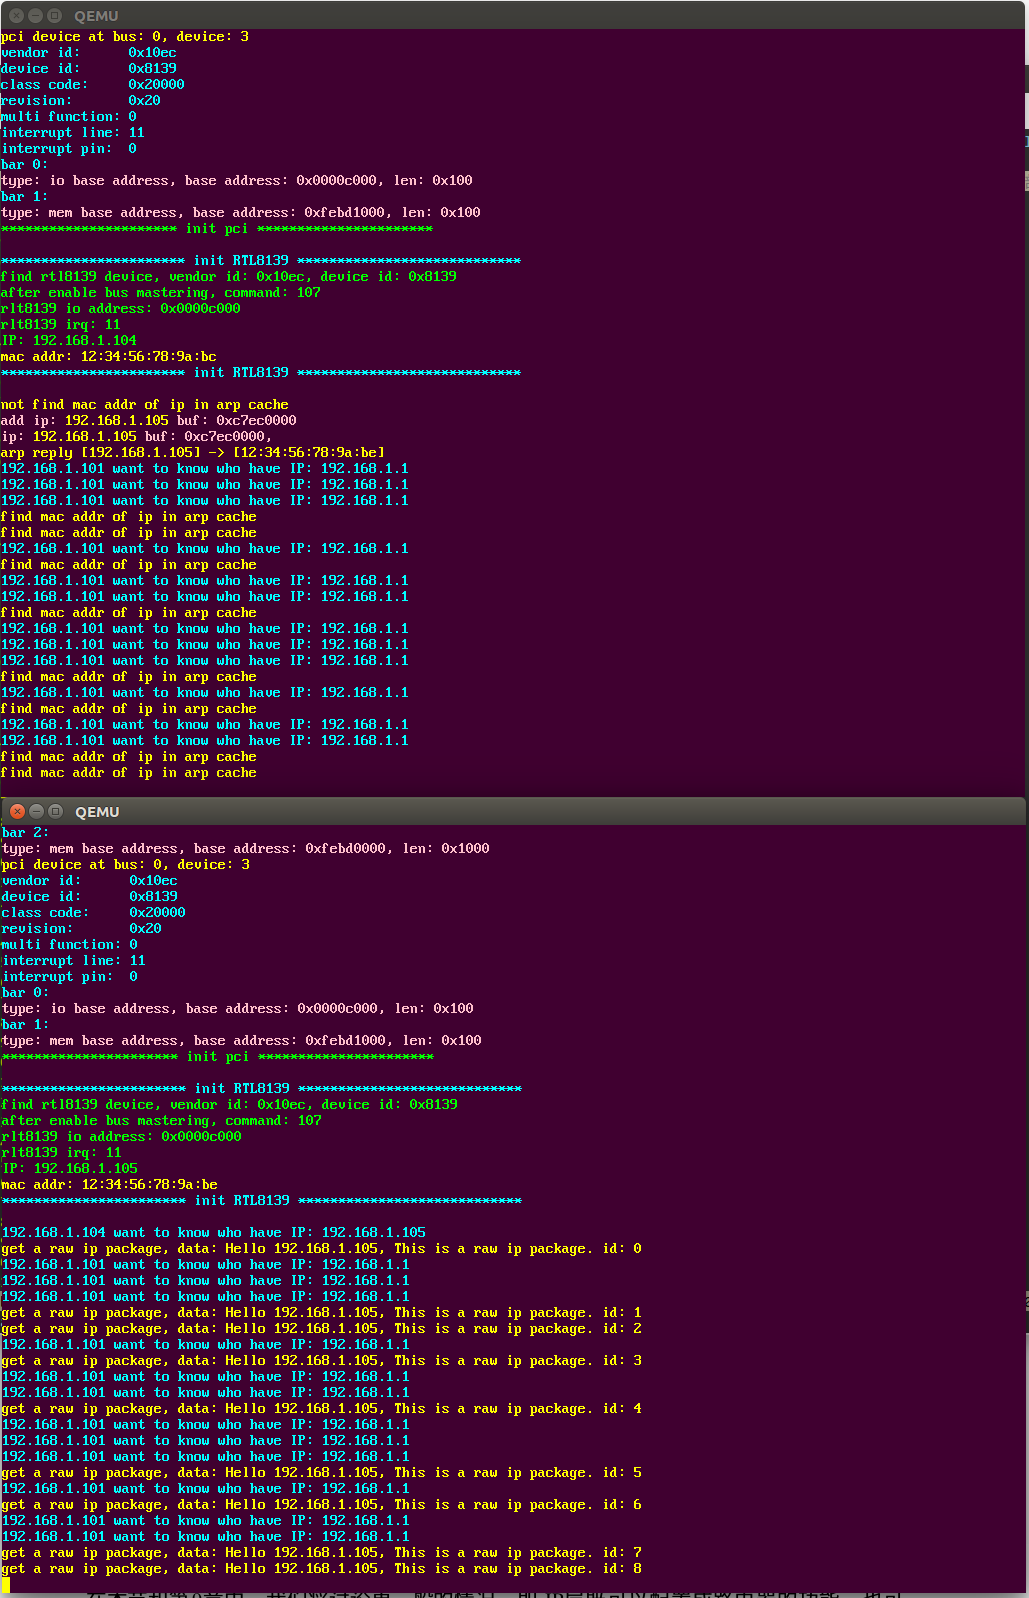 QEMU
pci device at bus: 0, device: 3
vendor id:      0x10ec
device id:      0x8139
class code:     0x20000
revision:       0x20
multi function: 0
interrupt line: 11
interrupt pin:  0
bar 0:
type: io base address, base address: 0x0000c000, len: 0x100
bar 1:
type: mem base address, base address: 0xfebd1000, len: 0x100
********************** init pci **********************
*********************** init RTL8139 ****************************
find rtl8139 device, vendor id: 0x10ec, device id: 0x8139
after enable bus mastering, command: 107
rlt8139 io address: 0x0000c000
rlt8139 irq: 11
IP: 192.168.1.104
mac addr: 12:34:56:78:9a:bc
*********************** init RTL8139 ****************************
not find mac addr of ip in arp cache
add ip: 192.168.1.105 buf: 0xc7ec0000
ip: 192.168.1.105 buf: 0xc7ec0000,
arp reply [192.168.1.105] -> [12:34:56:78:9a:be]
192.168.1.101 want to know who have IP: 192.168.1.1
192.168.1.101 want to know who have IP: 192.168.1.1
192.168.1.101 want to know who have IP: 192.168.1.1
find mac addr of ip in arp cache
find mac addr of ip in arp cache
192.168.1.101 want to know who have IP: 192.168.1.1
find mac addr of ip in arp cache
192.168.1.101 want to know who have IP: 192.168.1.1
192.168.1.101 want to know who have IP: 192.168.1.1
find mac addr of ip in arp cache
192.168.1.101 want to know who have IP: 192.168.1.1
192.168.1.101 want to know who have IP: 192.168.1.1
192.168.1.101 want to know who have IP: 192.168.1.1
find mac addr of ip in arp cache
192.168.1.101 want to know who have IP: 192.168.1.1
find mac addr of ip in arp cache
192.168.1.101 want to know who have IP: 192.168.1.1
192.168.1.101 want to know who have IP: 192.168.1.1
find mac addr of ip in arp cache
find mac addr of ip in arp cache
QEMU
bar 2:
type: mem base address, base address: 0xfebd0000, len: 0x1000
pci device at bus: 0, device: 3
vendor id:      0x10ec
device id:      0x8139
class code:     0x20000
revision:       0x20
multi function: 0
interrupt line: 11
interrupt pin:  0
bar 0:
type: io base address, base address: 0x0000c000, len: 0x100
bar 1:
type: mem base address, base address: 0xfebd1000, len: 0x100
********************** init pci **********************
*********************** init RTL8139 ****************************
find rtl8139 device, vendor id: 0x10ec, device id: 0x8139
after enable bus mastering, command: 107
rlt8139 io address: 0x0000c000
rlt8139 irq: 11
IP: 192.168.1.105
mac addr: 12:34:56:78:9a:be
*********************** init RTL8139 ****************************
192.168.1.104 want to know who have IP: 192.168.1.105
get a raw ip package, data: Hello 192.168.1.105, This is a raw ip package. id: 0
192.168.1.101 want to know who have IP: 192.168.1.1
192.168.1.101 want to know who have IP: 192.168.1.1
192.168.1.101 want to know who have IP: 192.168.1.1
get a raw ip package, data: Hello 192.168.1.105, This is a raw ip package. id: 1
get a raw ip package, data: Hello 192.168.1.105, This is a raw ip package. id: 2
192.168.1.101 want to know who have IP: 192.168.1.1
get a raw ip package, data: Hello 192.168.1.105, This is a raw ip package. id: 3
192.168.1.101 want to know who have IP: 192.168.1.1
192.168.1.101 want to know who have IP: 192.168.1.1
get a raw ip package, data: Hello 192.168.1.105, This is a raw ip package. id: 4
192.168.1.101 want to know who have IP: 192.168.1.1
192.168.1.101 want to know who have IP: 192.168.1.1
192.168.1.101 want to know who have IP: 192.168.1.1
get a raw ip package, data: Hello 192.168.1.105, This is a raw ip package. id: 5
192.168.1.101 want to know who have IP: 192.168.1.1
get a raw ip package, data: Hello 192.168.1.105, This is a raw ip package. id: 6
192.168.1.101 want to know who have IP: 192.168.1.1
192.168.1.101 want to know who have IP: 192.168.1.1
get a raw ip package, data: Hello 192.168.1.105, This is a raw ip package. id: 7
get a raw ip package, data: Hello 192.168.1.105, This is a raw ip package. id: 8